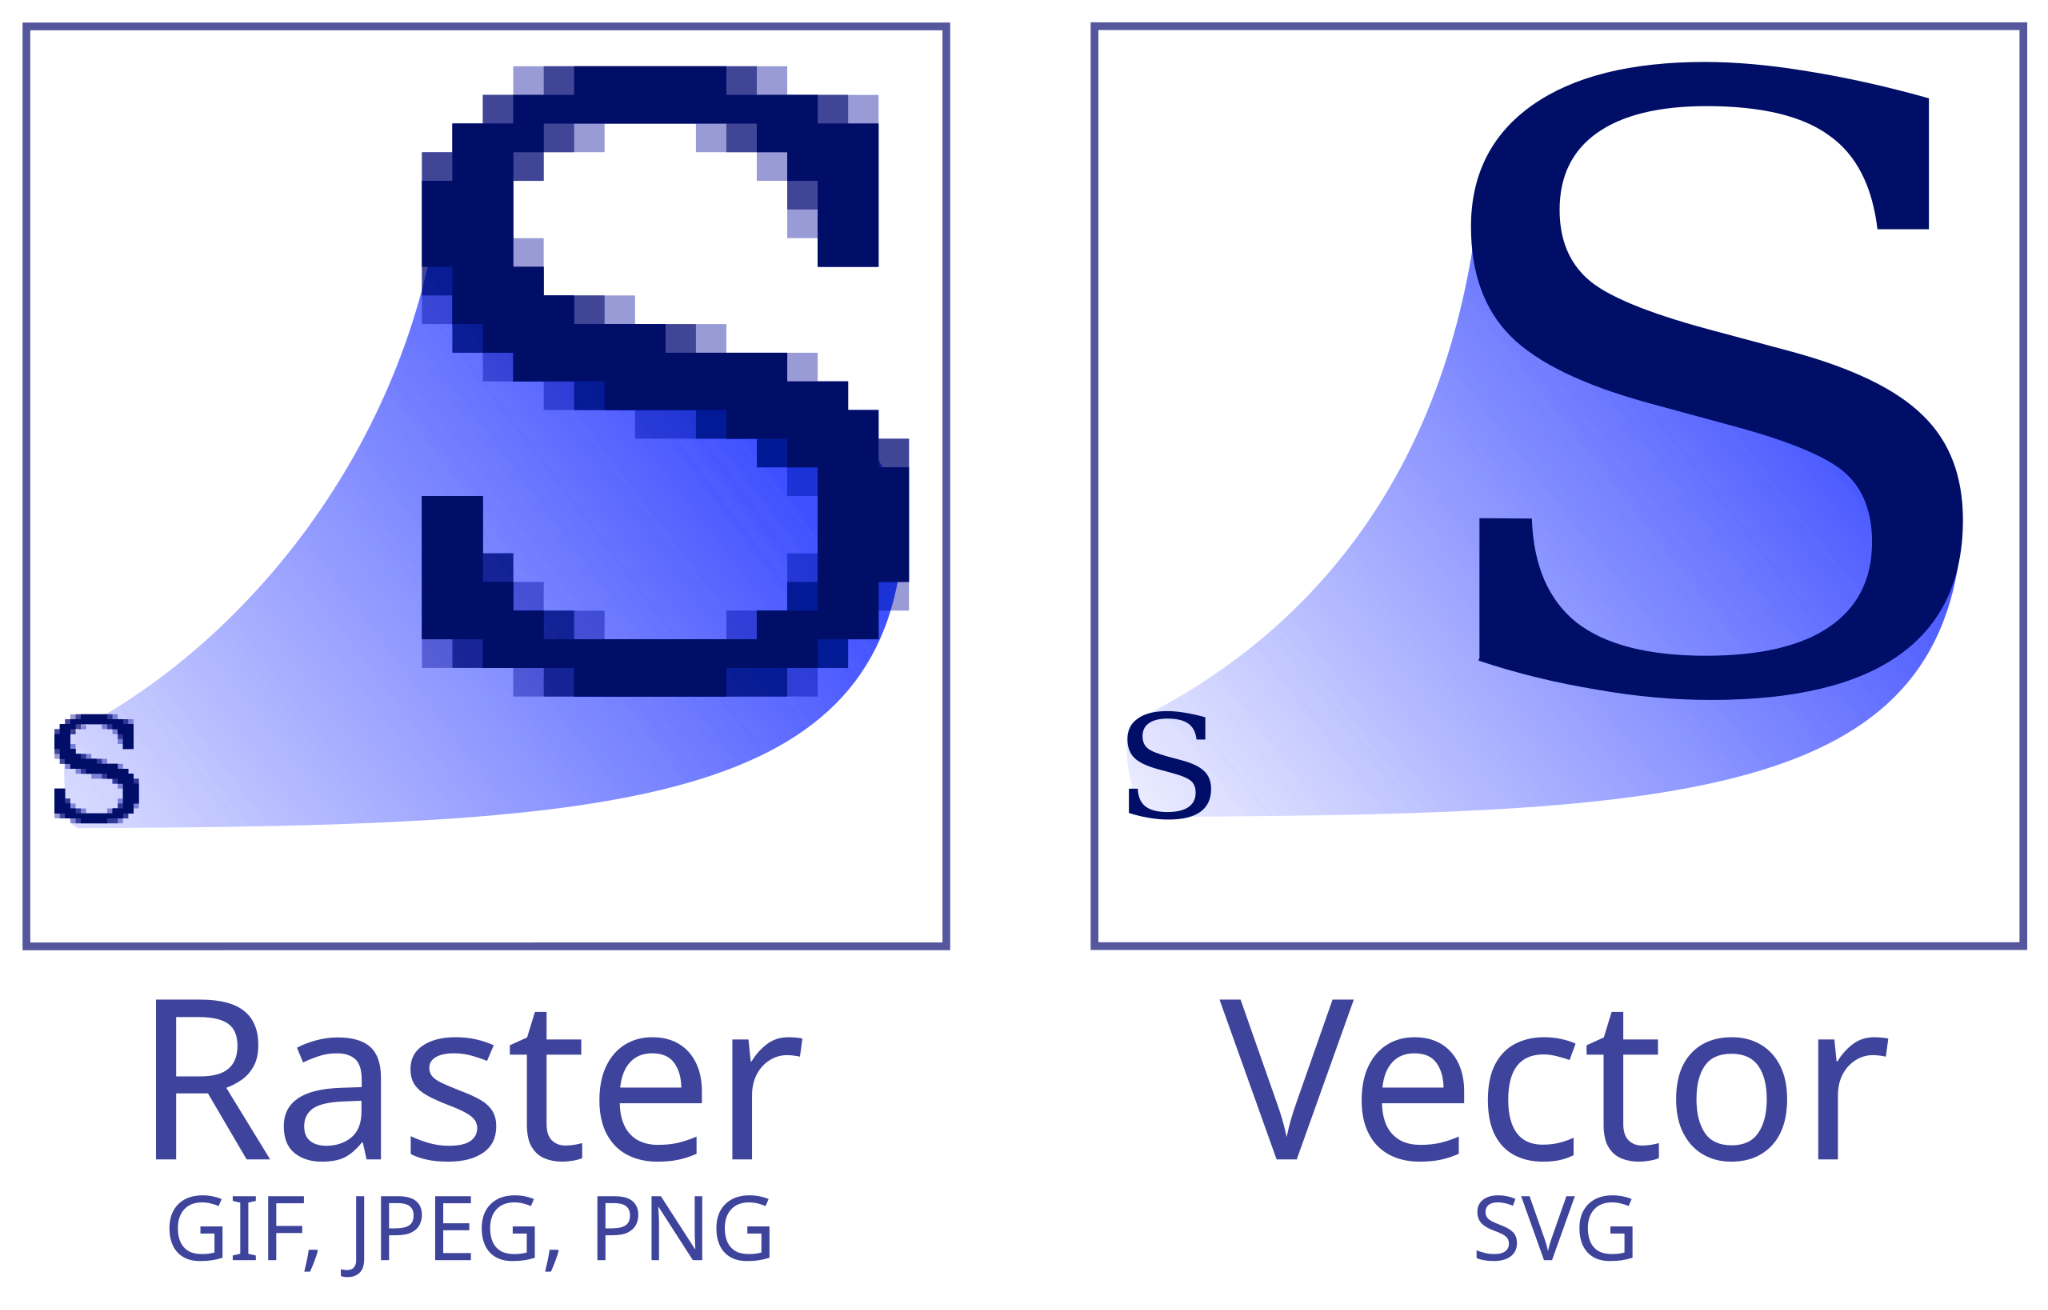 S
S
Raster
GIF, JPEG, PNG
S
S
Vector
SVG